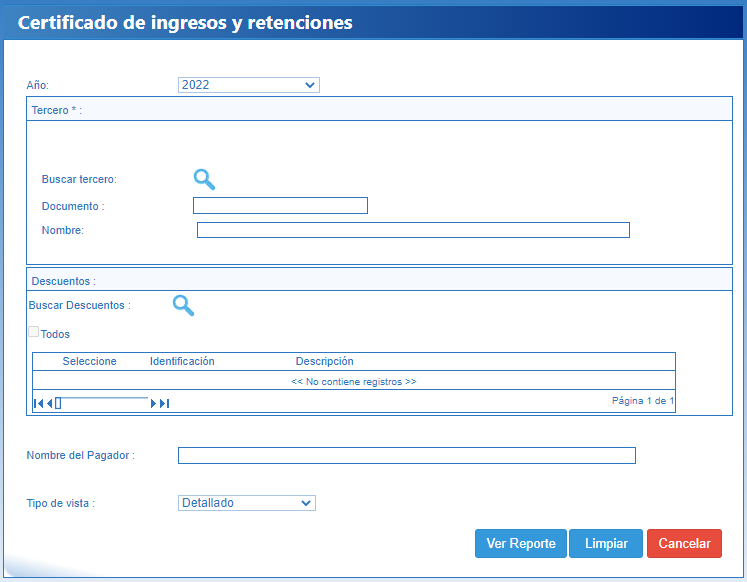 Certificado de ingresos y retenciones
Año: 2022
Tercero * :
Buscar tercero:
Documento :
Nombre:
Descuentos :
Buscar Descuentos :
Todos
Seleccione Identificación Descripción
<< No contiene registros >>
Página 1 de 1
Nombre del Pagador :
Tipo de vista : Detallado
Ver Reporte Limpiar Cancelar